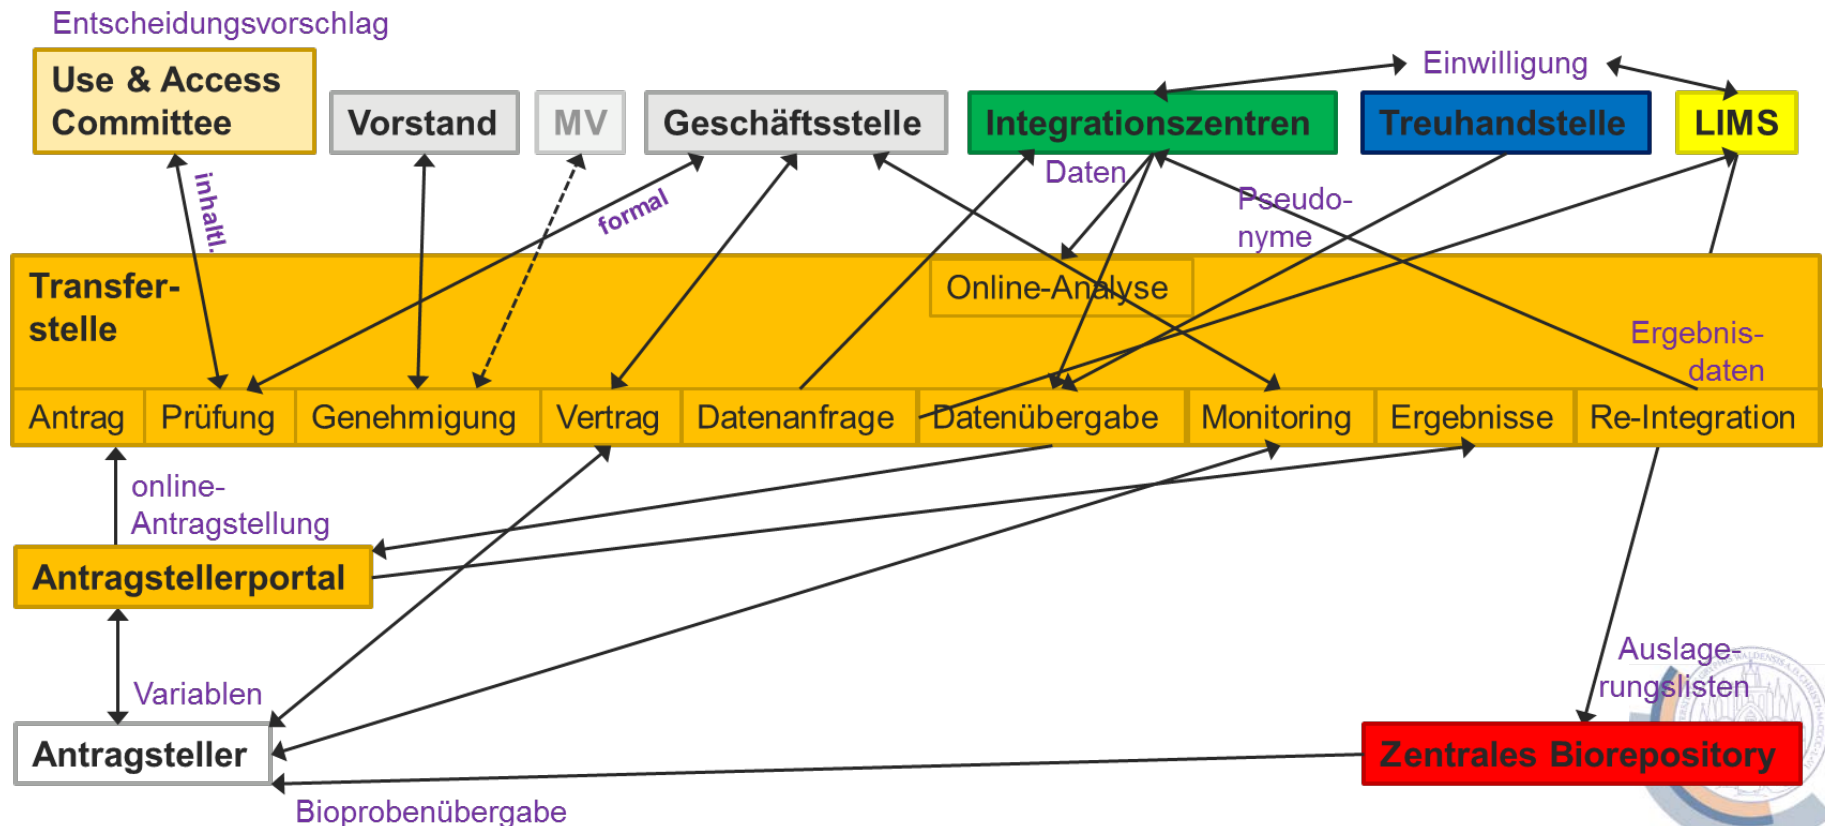 Entscheidungsvorschlag
Use & Access
Committee
Vorstand
MV
Geschäftsstelle
Integrationszentren
Einwilligung
Treuhandstelle
LIMS
inhaltl.
formal
Daten
Pseudo-
nyme
Transfer-
stelle
Online-Analyse
Ergebnis-
daten
Antrag
Prüfung
Genehmigung
Vertrag
Datenanfrage
Datenübergabe
Monitoring
Ergebnisse
Re-Integration
online-
Antragstellung
Antragstellerportal
Variablen
Antragsteller
Auslage-
rungslisten
Zentrales Biorepository
Bioprobenübergabe